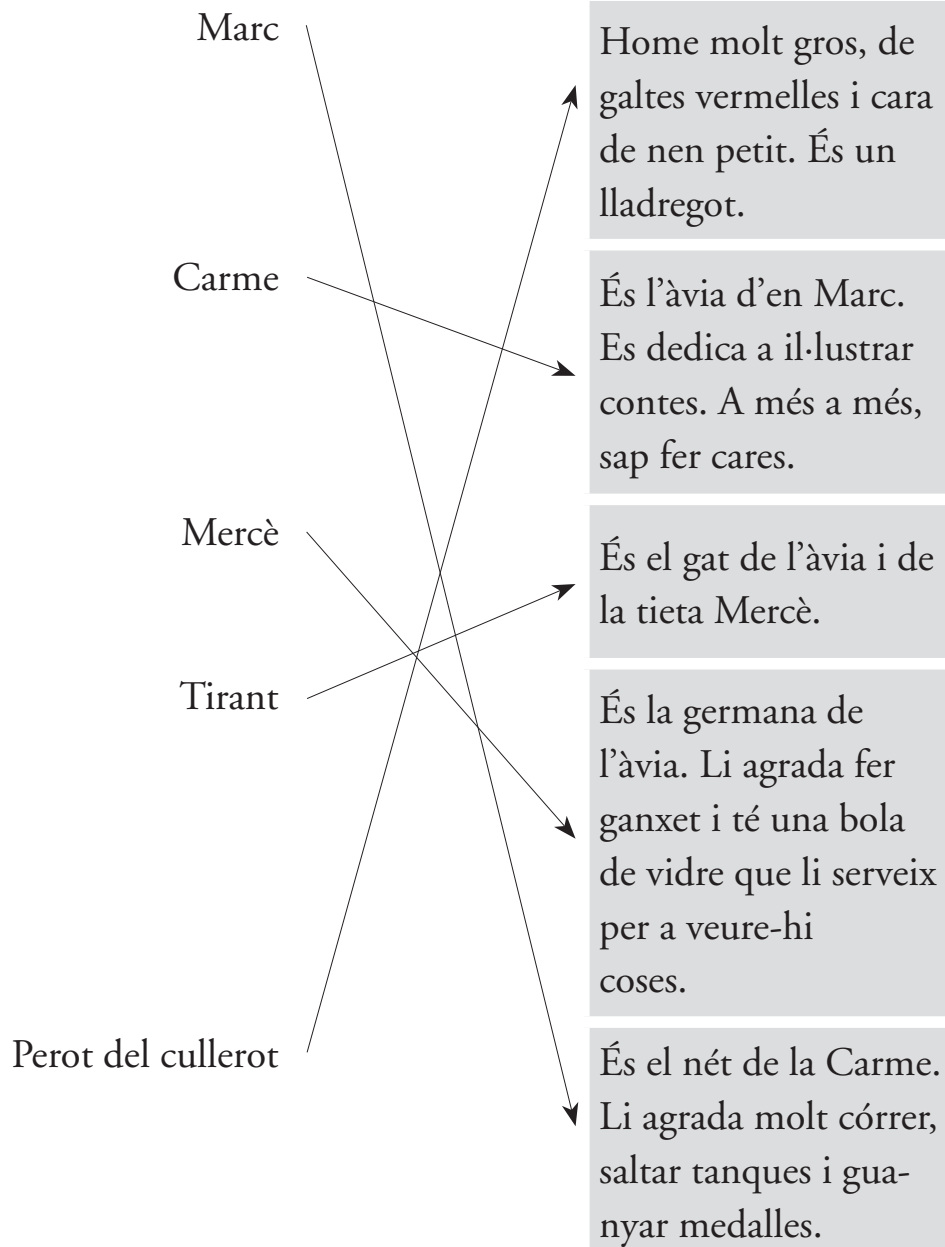 Marc
Carme
Mercè
Tirant
Perot del cullerot
Home molt gros, de
galtes vermelles i cara
de nen petit. És un
lladregot.
És l’àvia d’en Marc.
Es dedica a il·lustrar
contes. A més a més,
sap fer cares.
És el gat de l’àvia i de
la tieta Mercè.
És la germana de
l’àvia. Li agrada fer
ganxet i té una bola
de vidre que li serveix
per a veure-hi
coses.
És el nét de la Carme.
Li agrada molt córrer,
saltar tanques i gua-
nyar medalles.